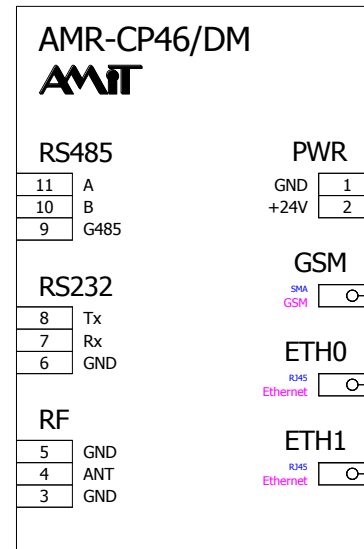 AMR-CP46/DM
AMiT
RS485
11 A
10 B
9 G485
RS232
8 Tx
7 Rx
6 GND
RF
5 GND
4 ANT
3 GND
PWR
GND 1
+24V 2
GSM
SMA
GSM
ETH0
RJ45
Ethernet
ETH1
RJ45
Ethernet